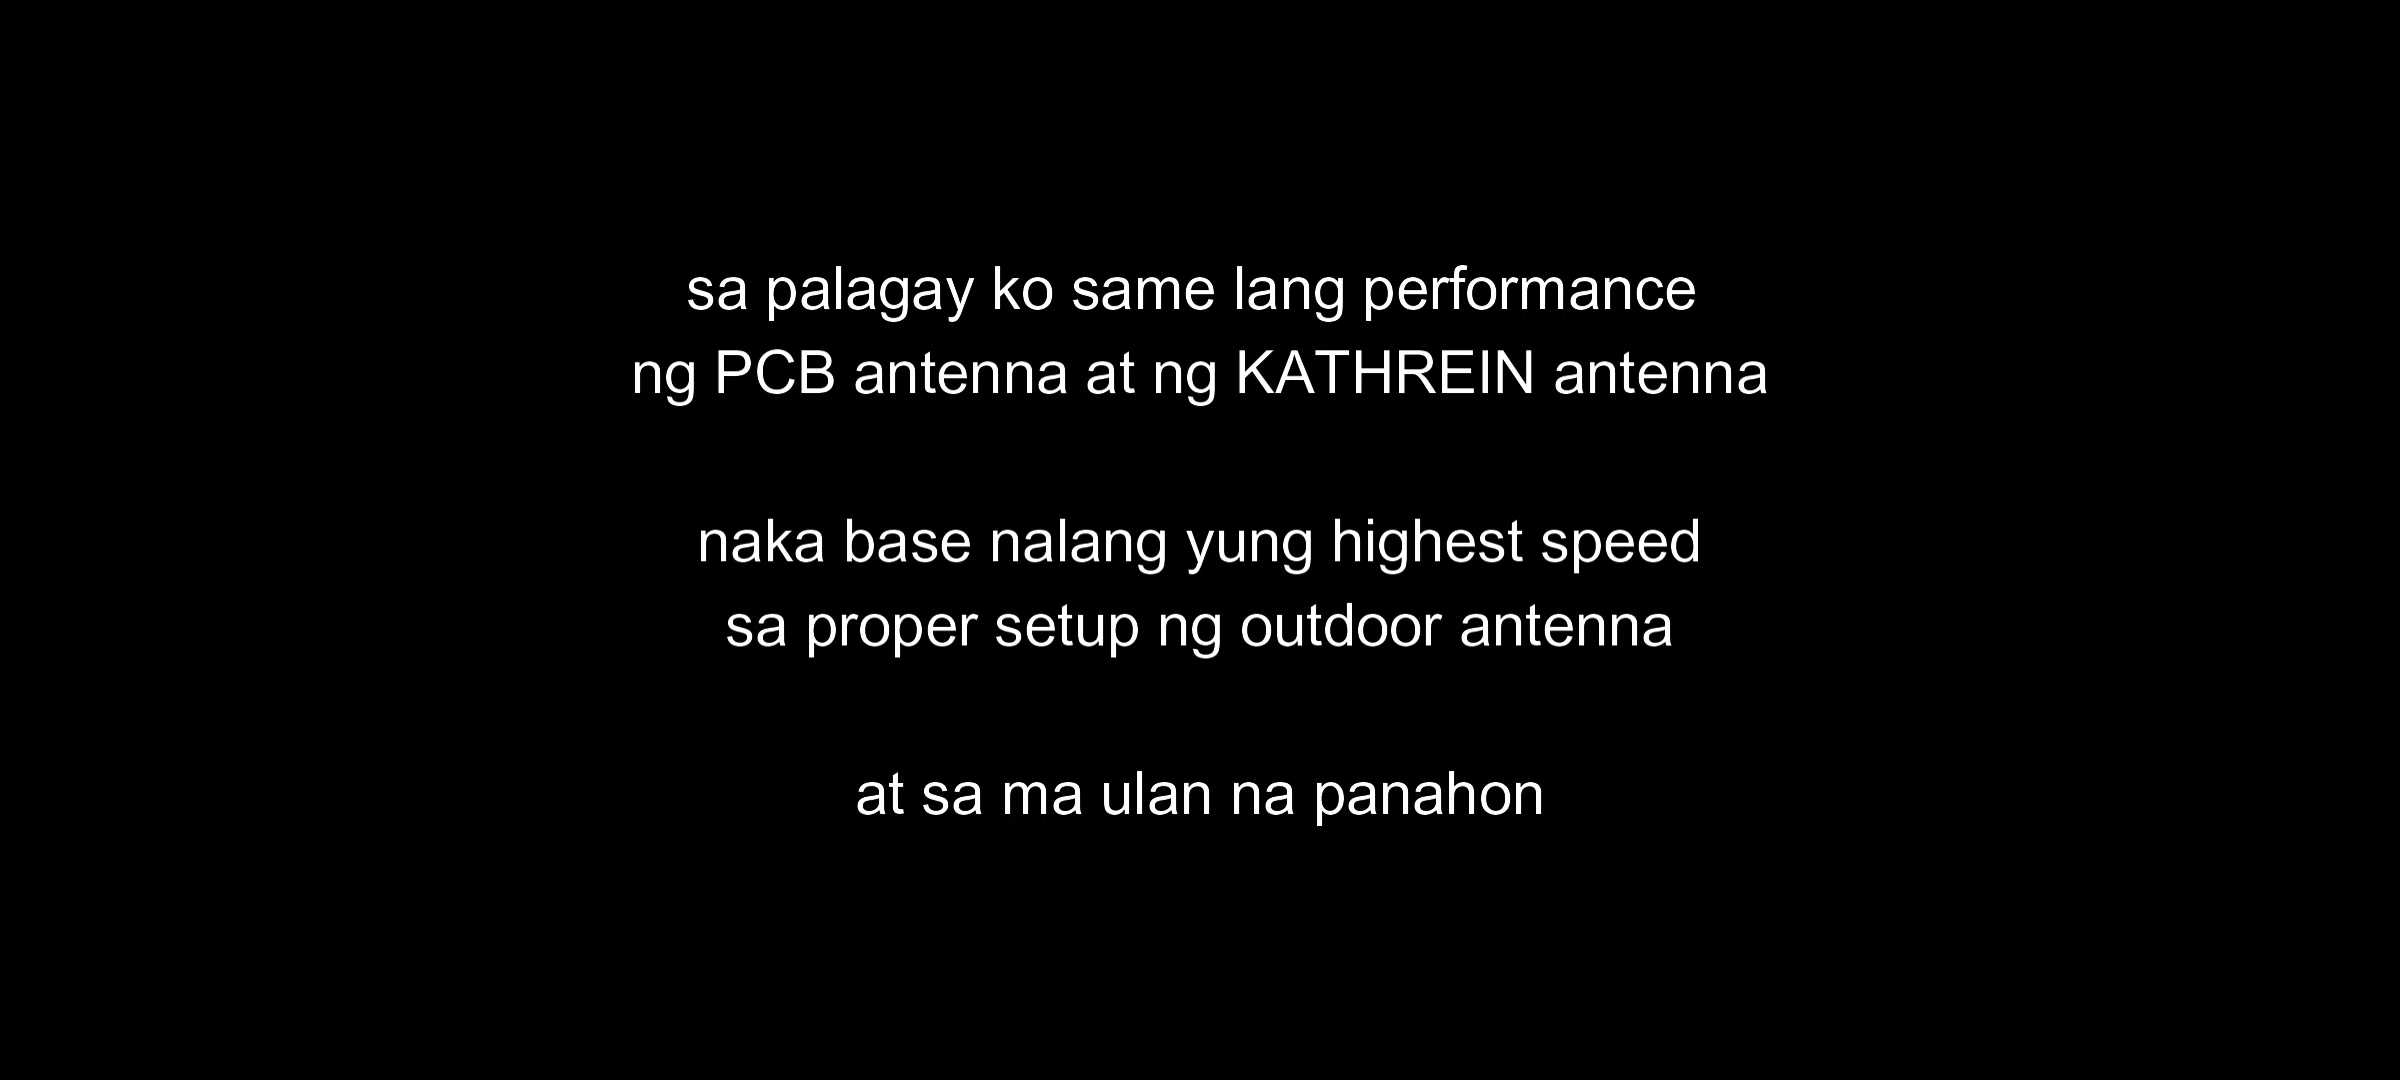 sa palagay ko same lang performance
ng PCB antenna at ng KATHREIN antenna
naka base nalang yung highest speed
sa proper setup ng outdoor antenna
at sa ma ulan na panahon